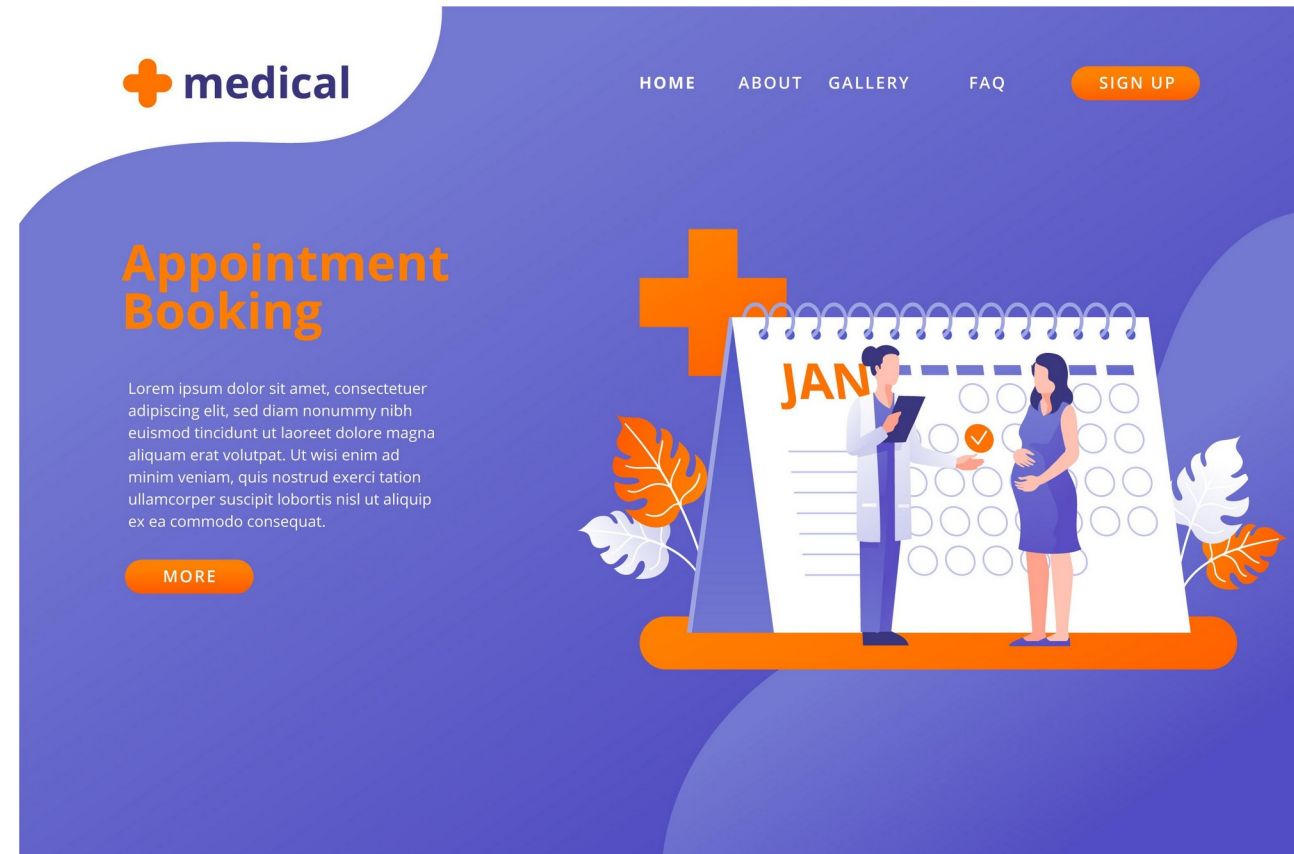 medical
HOME ABOUT GALLERY FAQ SIGN UP
Appointment
Booking
Lorem ipsum dolor sit amet, consectetuer
adipiscing elit, sed diam nonummy nibh
euismod tincidunt ut laoreet dolore magna
aliquam erat volutpat. Ut wisi enim ad
minim veniam, quis nostrud exerci tation
ullamcorper suscipit lobortis nisl ut aliquip
ex ea commodo consequat.
MORE
JAN